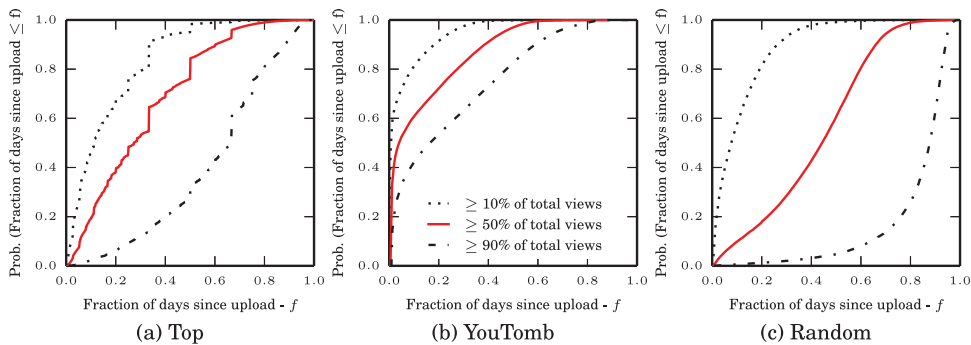 Prob. (Fraction of days since upload ≤ f)
1.0
0.8
0.6
0.4
0.2
0.0
0.0 0.2 0.4 0.6 0.8 1.0
Fraction of days since upload - f
(a) Top
Prob. (Fraction of days since upload ≤ f)
1.0
0.8
0.6
0.4
0.2
0.0
≥ 10% of total views
≥ 50% of total views
≥ 90% of total views
0.0 0.2 0.4 0.6 0.8 1.0
Fraction of days since upload - f
(b) YouTomb
Prob. (Fraction of days since upload ≤ f)
1.0
0.8
0.6
0.4
0.2
0.0
0.0 0.2 0.4 0.6 0.8 1.0
Fraction of days since upload - f
(c) Random